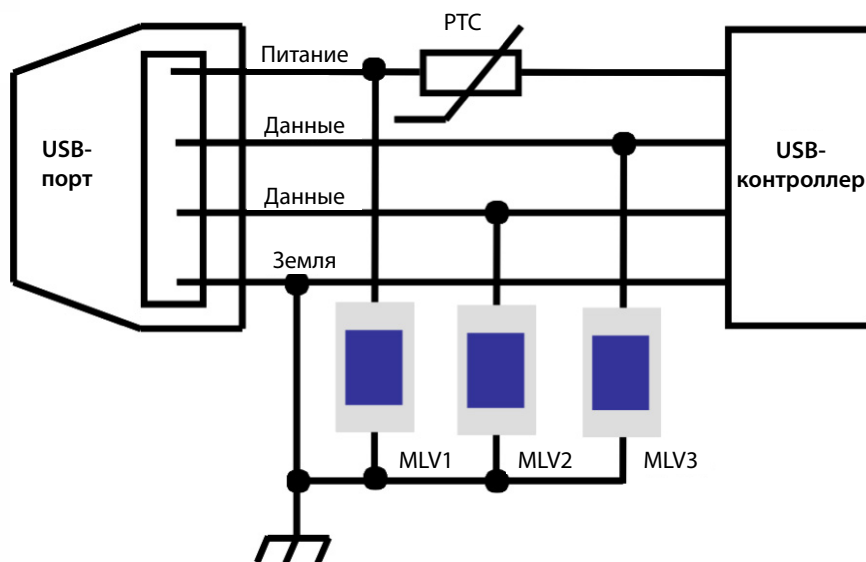 PTC
Питание
Данные
USB-
порт
USB-
контроллер
Данные
Земля
MLV1
MLV2
MLV3